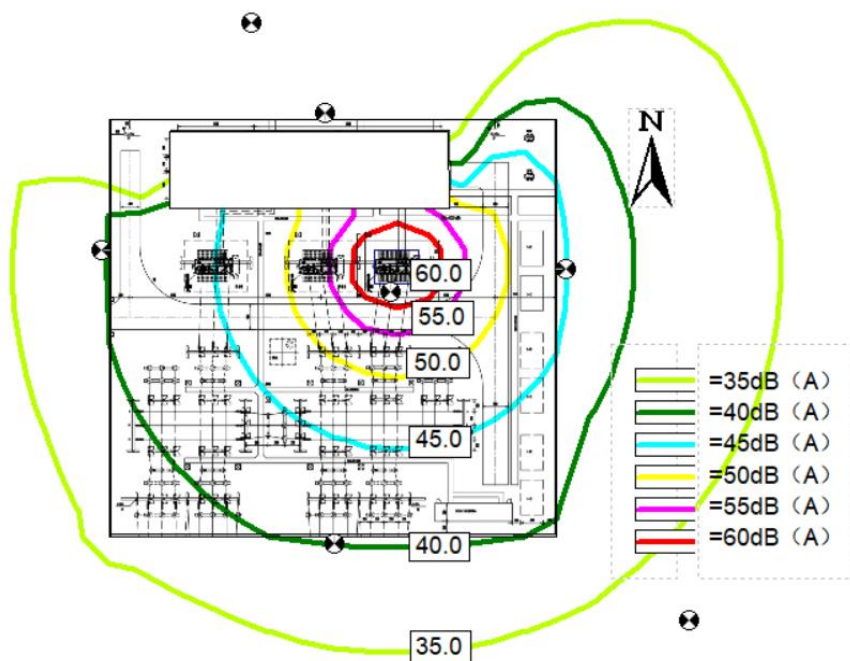 N
60.0
55.0
50.0
45.0
40.0
35.0
=35dB（A）
=40dB（A）
=45dB（A）
=50dB（A）
=55dB（A）
=60dB（A）